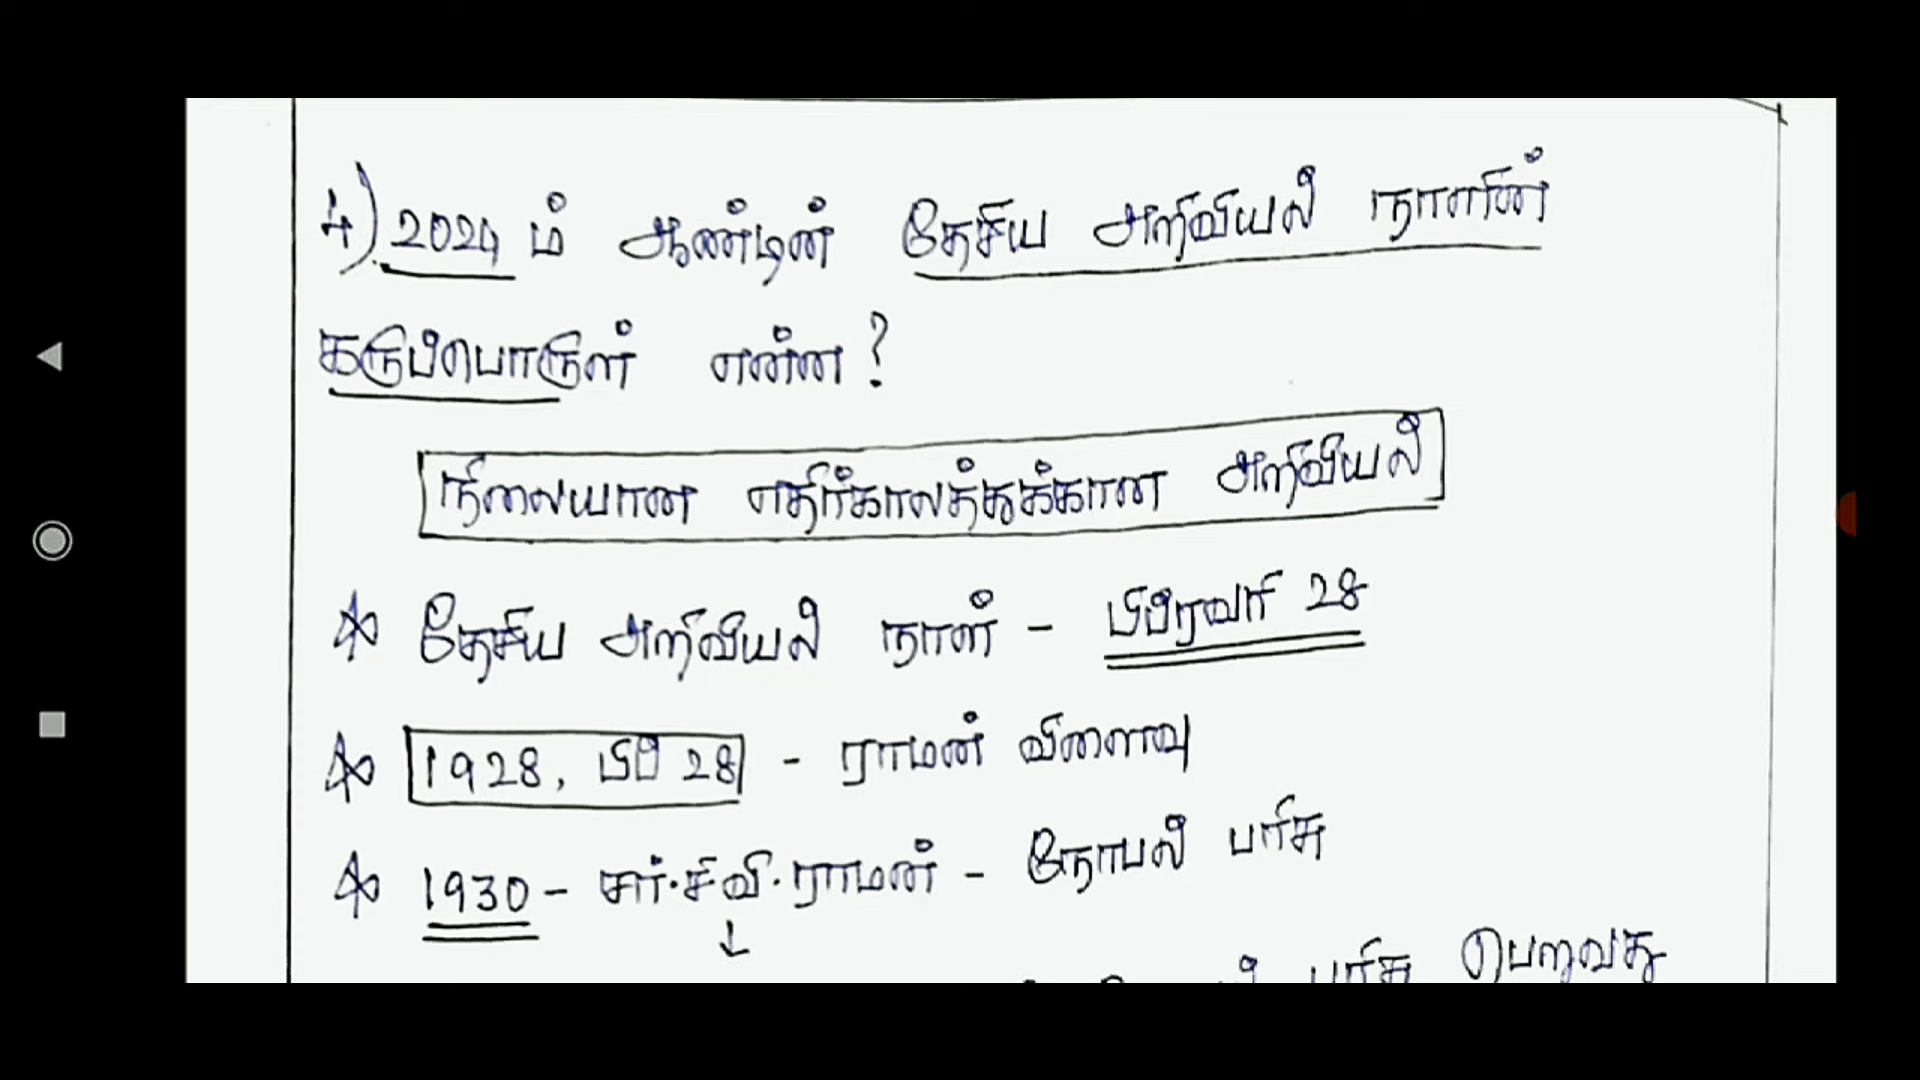 4) 2024 ம் ஆண்டின் தேசிய அறிவியல் நாளின்
கருப்பொருள் என்ன?
நிலையான எதிர்காலத்துக்கான அறிவியல்
* தேசிய அறிவியல் நாள் - பிப்ரவரி 28
* 1928, பிப் 28 - ராமன் விளைவு
* 1930 - சர்.சி.வி.ராமன் - நோபல் பரிசு
பரிசு பெறுவது